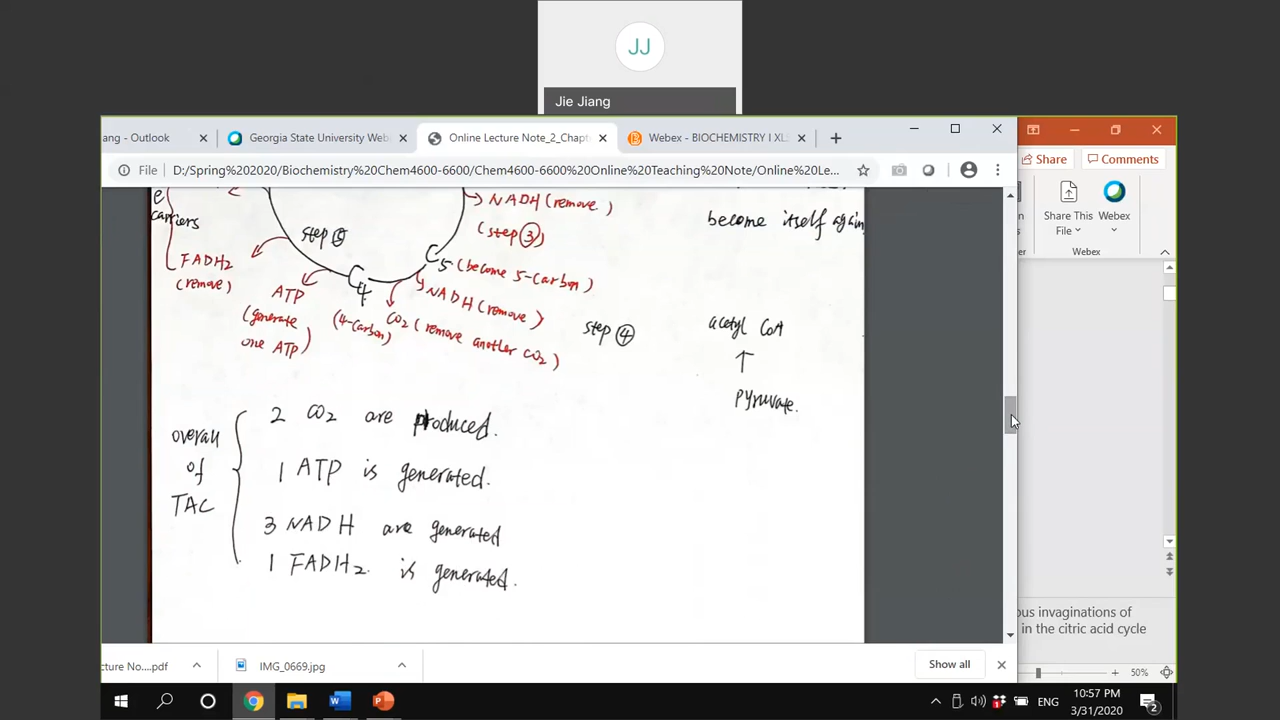 JJ
Jie Jiang
ang - Outlook
Georgia State University Web
Online Lecture Note_2_Chapt
Webex - BIOCHEMISTRY I XLS
File
D:/Spring%202020/Biochemistry%20Chem4600-6600/Chem4600-6600%20Online%20Teaching%20Note/Online%20Le...
Share
Comments
Share This File
Webex
Webex
e
carriers
NADH (remove)
(step ③)
become itself again
step ⑤
C5 (become 5-carbon)
FADH2
(remove)
ATP
(generate
one ATP)
C4
(4-carbon)
NADH (remove)
CO2 (remove another CO2)
step ④
acetyl CoA
↑
Pyruvate.
overall
of
TAC
2 CO2 are produced.
1 ATP is generated.
3 NADH are generated
1 FADH2 is generated.
ous invaginations of
in the citric acid cycle
ture No....pdf
IMG_0669.jpg
Show all
50%
ENG
10:57 PM
3/31/2020
2